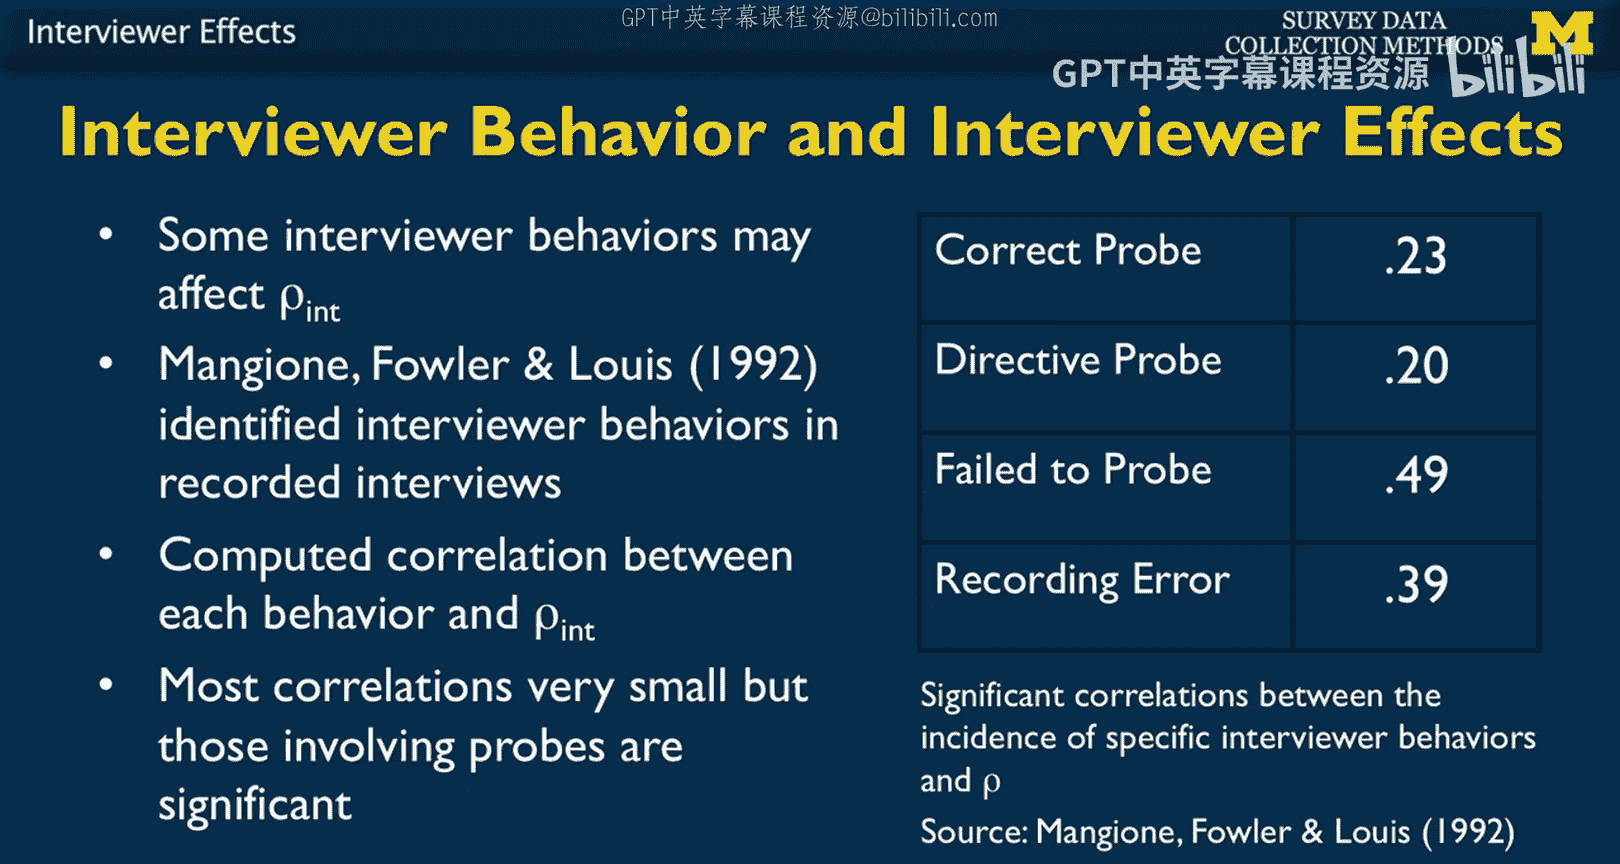 Interviewer Effects
GPT中英字幕课程资源@bilibili.com
SURVEY DATA
COLLECTION METHODS
M
GPT中英字幕课程资源 bilibili
Interviewer Behavior and Interviewer Effects
• Some interviewer behaviors may
affect ρint
• Mangione, Fowler & Louis (1992)
identified interviewer behaviors in
recorded interviews
• Computed correlation between
each behavior and ρint
• Most correlations very small but
those involving probes are
significant
Correct Probe .23
Directive Probe .20
Failed to Probe .49
Recording Error .39
Significant correlations between the
incidence of specific interviewer behaviors
and ρ
Source: Mangione, Fowler & Louis (1992)